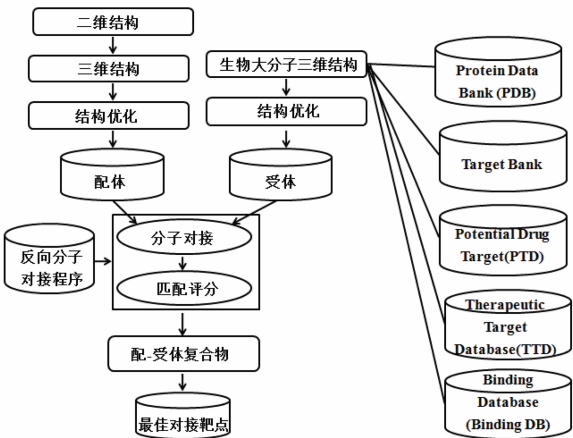 二维结构
三维结构
结构优化
配体
生物大分子三维结构
结构优化
受体
反向分子
对接程序
分子对接
匹配评分
配-受体复合物
最佳对接靶点
Protein Data
Bank (PDB)
Target Bank
Potential Drug
Target(PTD)
Therapeutic
Target
Database(TTD)
Binding
Database
(Binding DB)